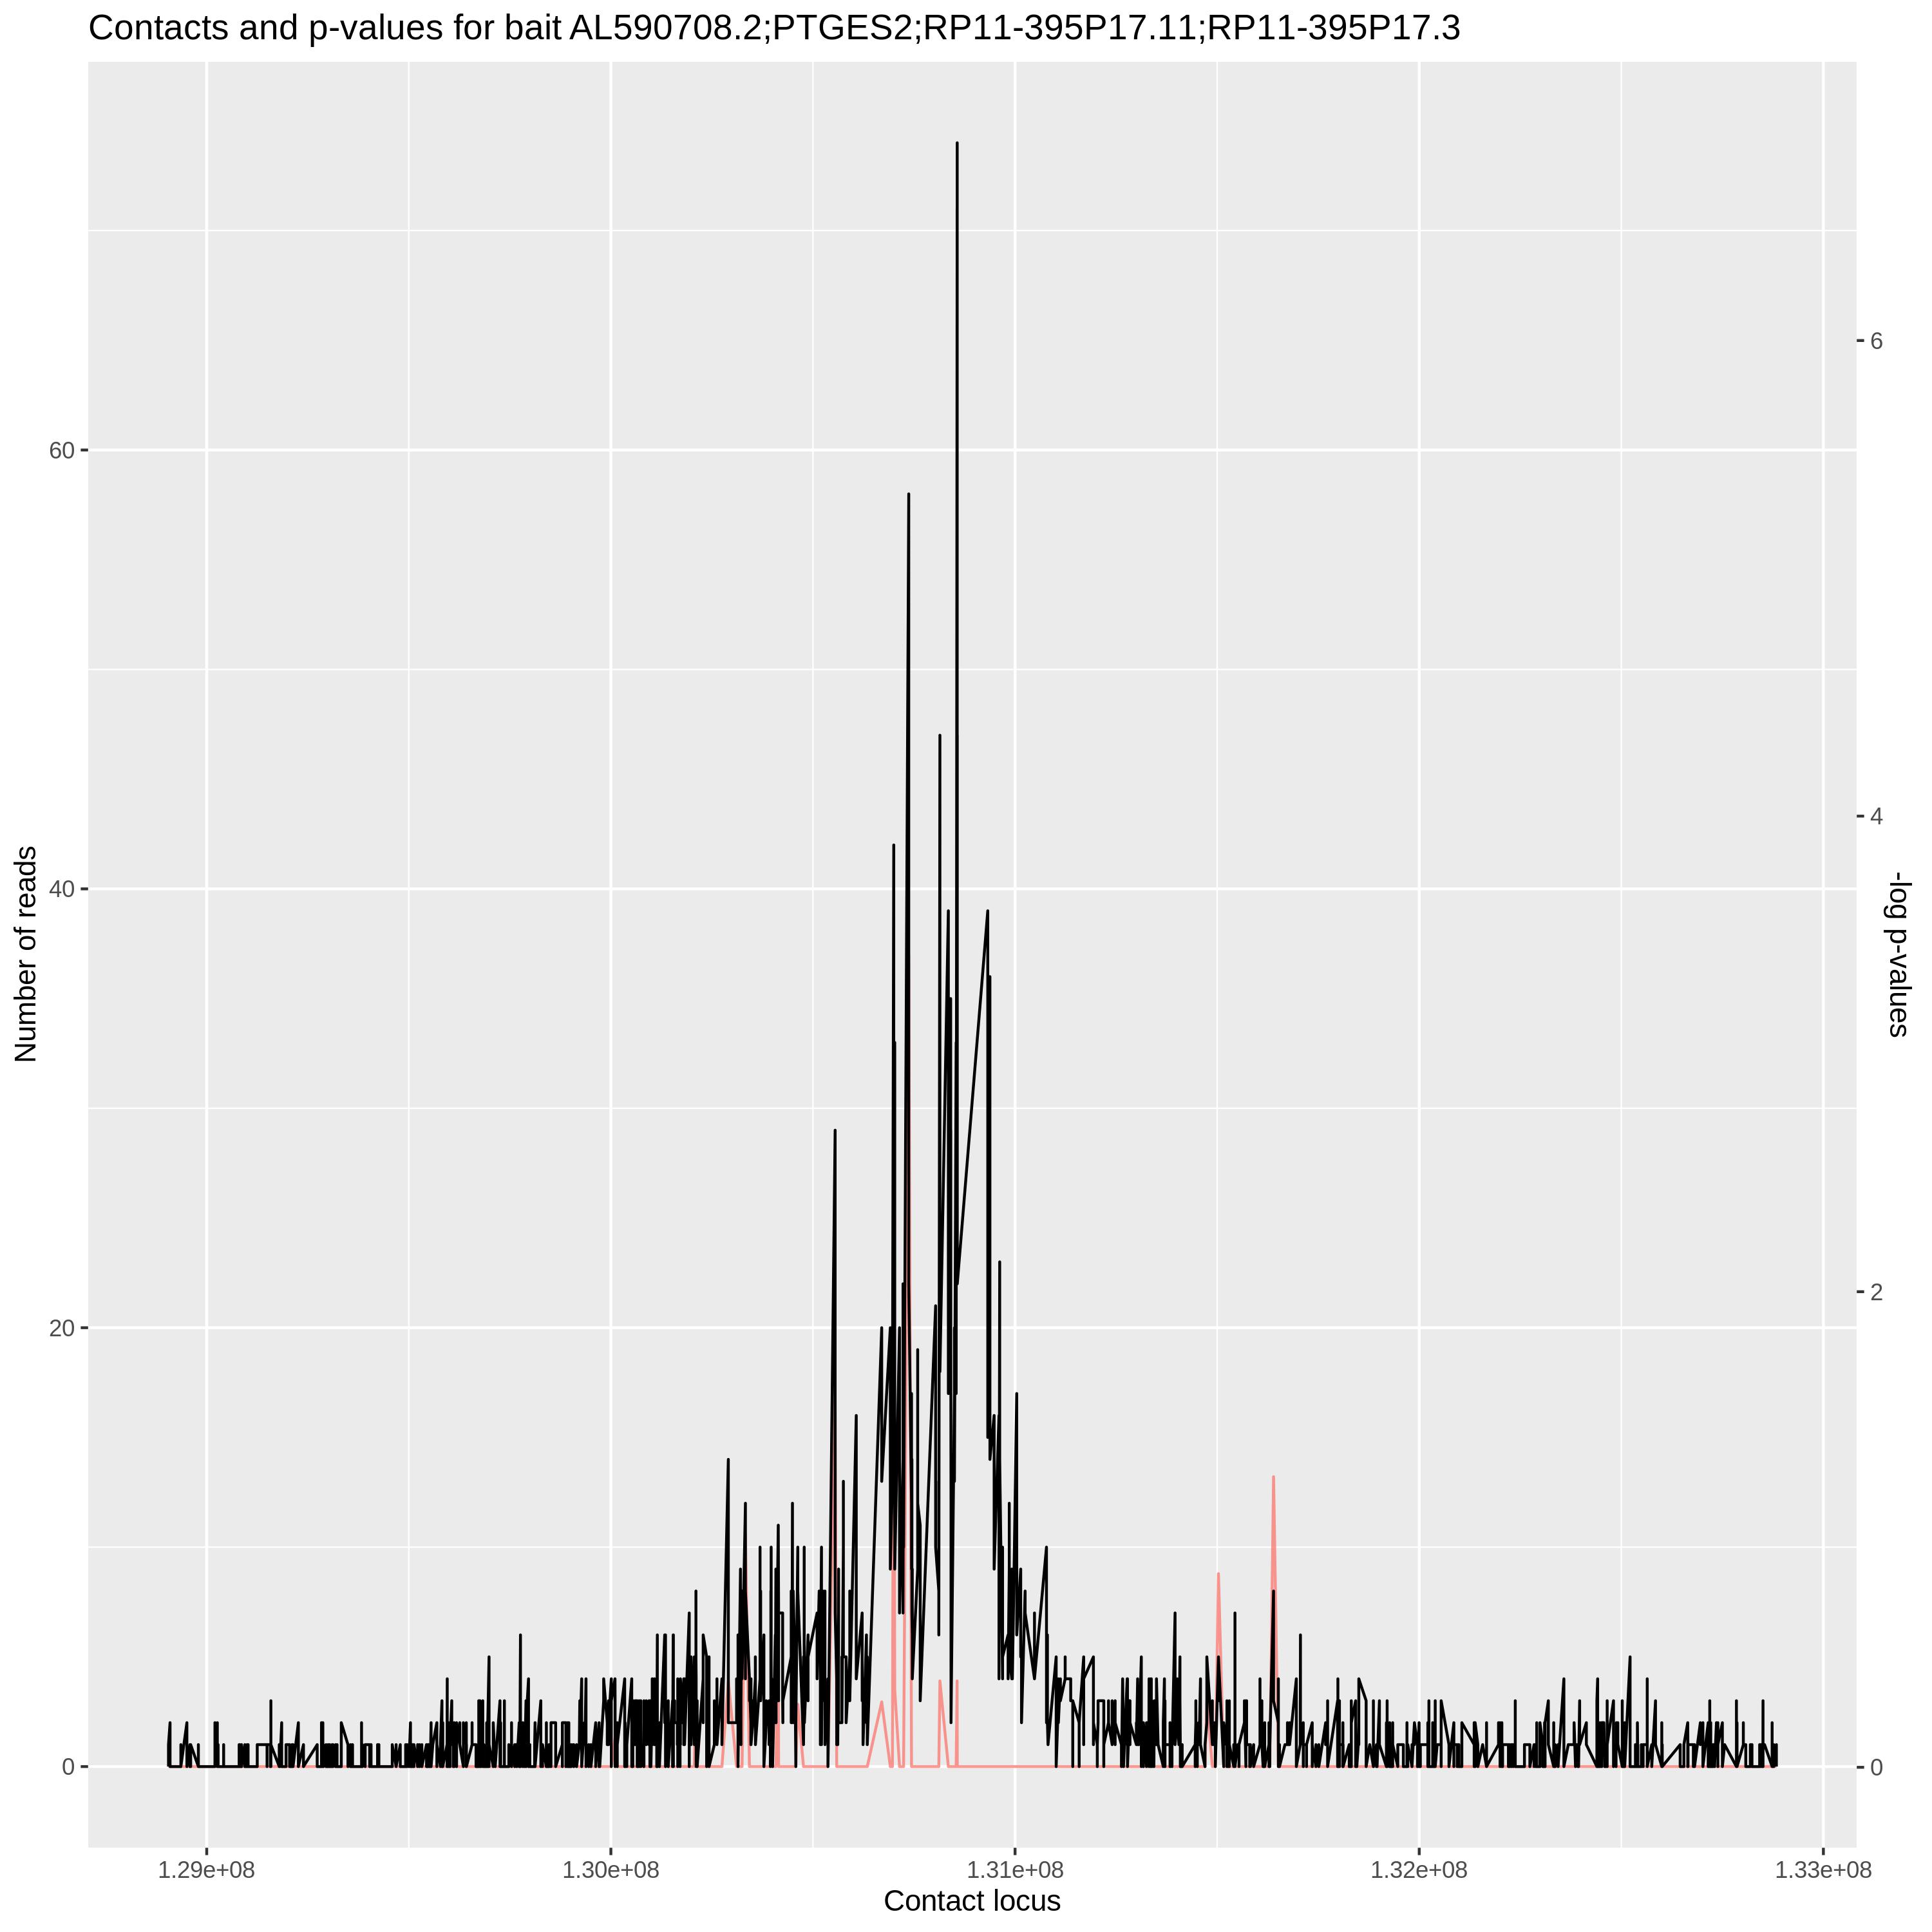 Contacts and p-values for bait AL590708.2;PTGES2;RP11-395P17.11;RP11-395P17.3
Number of reads
60
40
20
0
6
4
2
0
-log p-values
1.29e+08
1.30e+08
1.31e+08
1.32e+08
1.33e+08
Contact locus